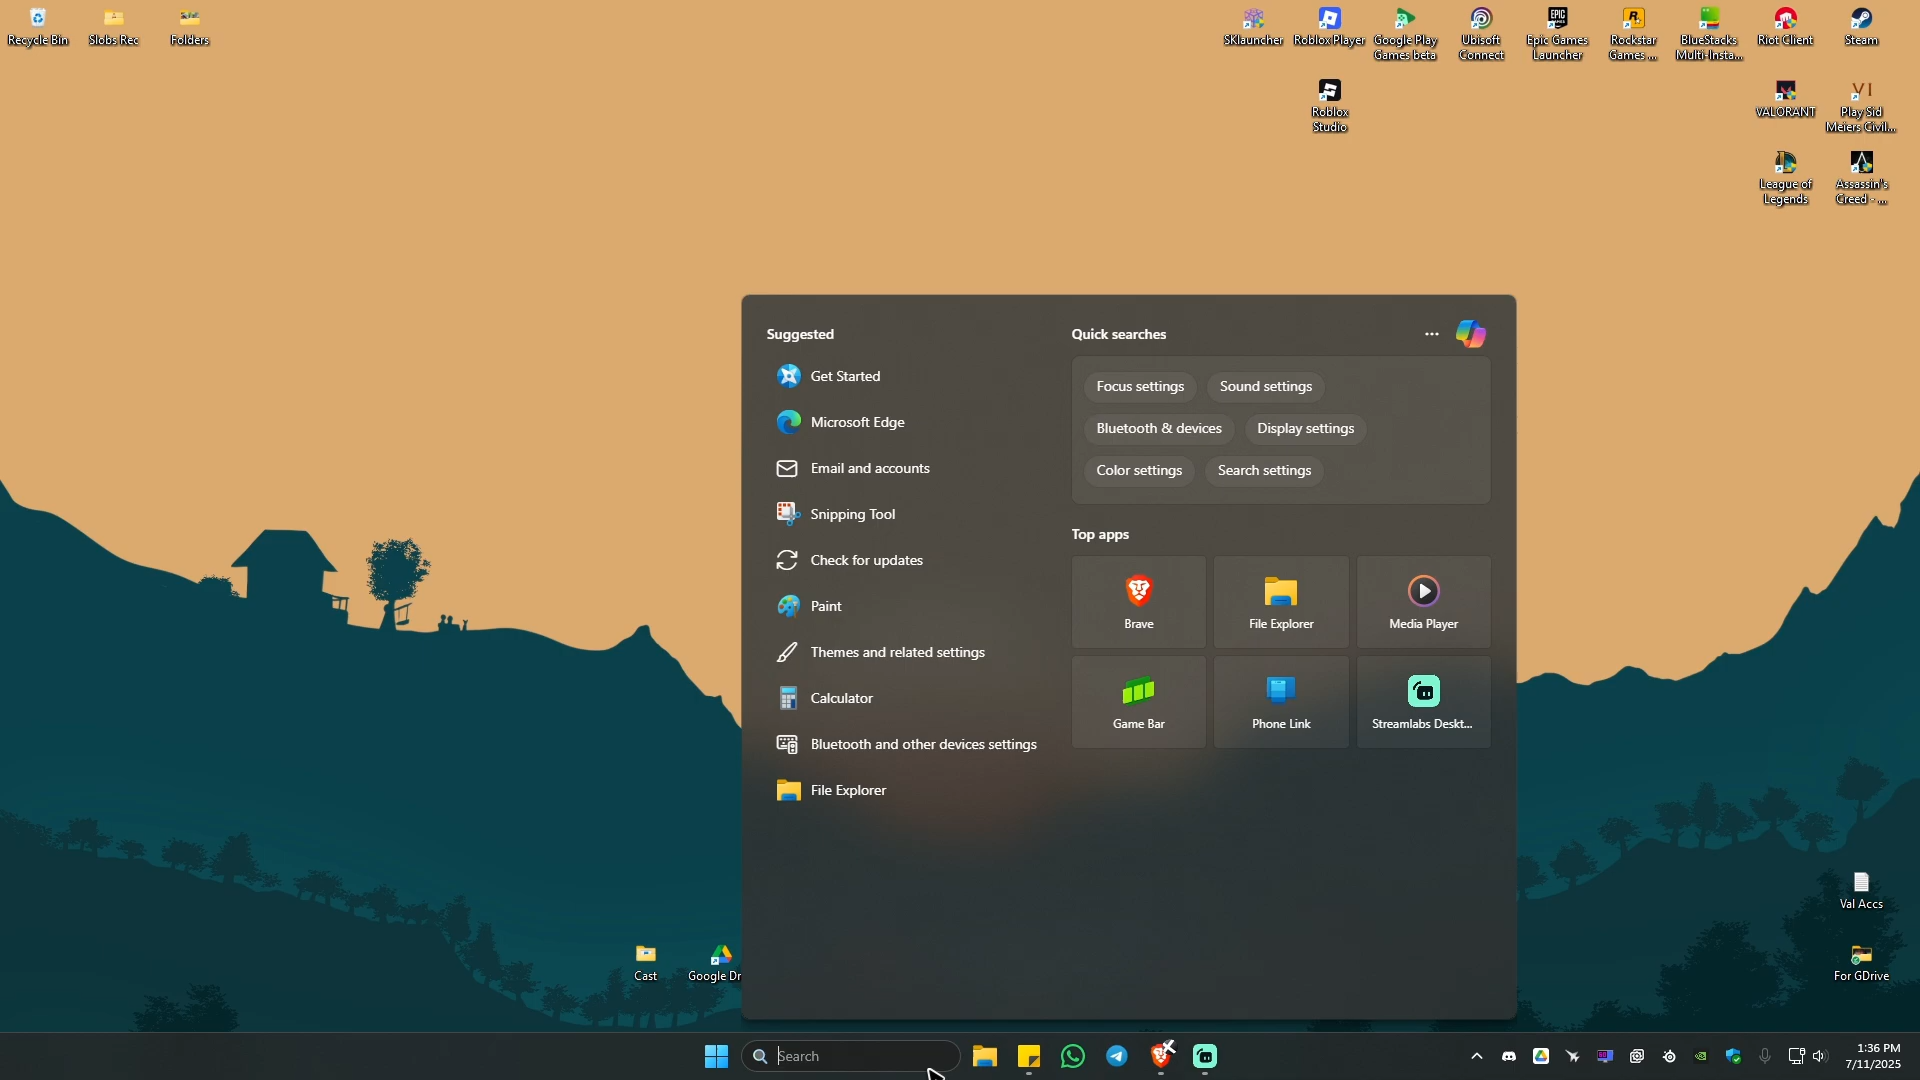 Recycle Bin
Slobs Rec
Folders
SKlauncher
Roblox Player
Google Play
Games beta
Ubisoft
Connect
Epic Games
Launcher
Rockstar
Games ...
BlueStacks
Multi-Insta...
Riot Client
Steam
Roblox
Studio
VALORANT
Play Sid
Meiers Civil...
League of
Legends
Assassin's
Creed - ...
Suggested
Get Started
Microsoft Edge
Email and accounts
Snipping Tool
Check for updates
Paint
Themes and related settings
Calculator
Bluetooth and other devices settings
File Explorer
Quick searches
Focus settings
Sound settings
Bluetooth & devices
Display settings
Color settings
Search settings
Top apps
Brave
File Explorer
Media Player
Game Bar
Phone Link
Streamlabs Deskt...
Val Accs
Cast
Google Dr
For GDrive
Search
1:36 PM
7/11/2025